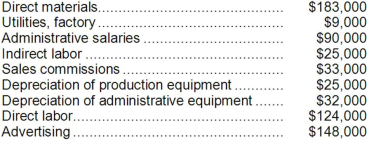 Direct materials.......................................................... $183,000
Utilities, factory........................................................... $9,000
Administrative salaries ............................................. $90,000
Indirect labor ............................................................. $25,000
Sales commissions ................................................... $33,000
Depreciation of production equipment .............. $25,000
Depreciation of administrative equipment ....... $32,000
Direct labor................................................................ $124,000
Advertising ................................................................ $148,000